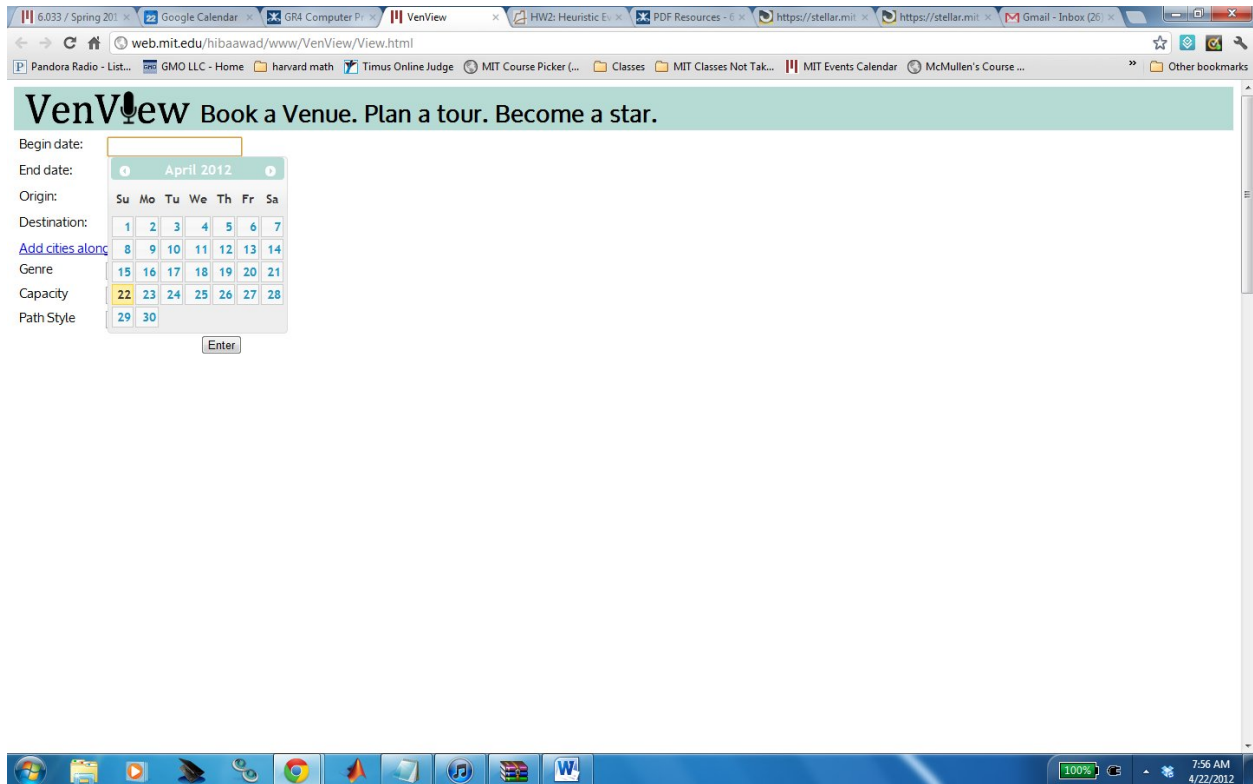 6.033 / Spring 201
22 Google Calendar
GR4 Computer Pr
VenView
HW2: Heuristic Ev
PDF Resources - 6
https://stellar.mit
https://stellar.mit
Gmail - Inbox (26)
web.mit.edu/hibaawad/www/VenView/View.html
P Pandora Radio - List...
GMO GMO LLC - Home
harvard math
Timus Online Judge
MIT Course Picker (...
Classes
MIT Classes Not Tak...
MIT Events Calendar
McMullen's Course ...
»
Other bookmarks
VenView Book a Venue. Plan a tour. Become a star.
Begin date:
End date:
Origin:
Destination:
Add cities along
Genre
Capacity
Path Style
April 2012
Su Mo Tu We Th Fr Sa
1 2 3 4 5 6 7
8 9 10 11 12 13 14
15 16 17 18 19 20 21
22 23 24 25 26 27 28
29 30
Enter
W
100%
7:56 AM
4/22/2012